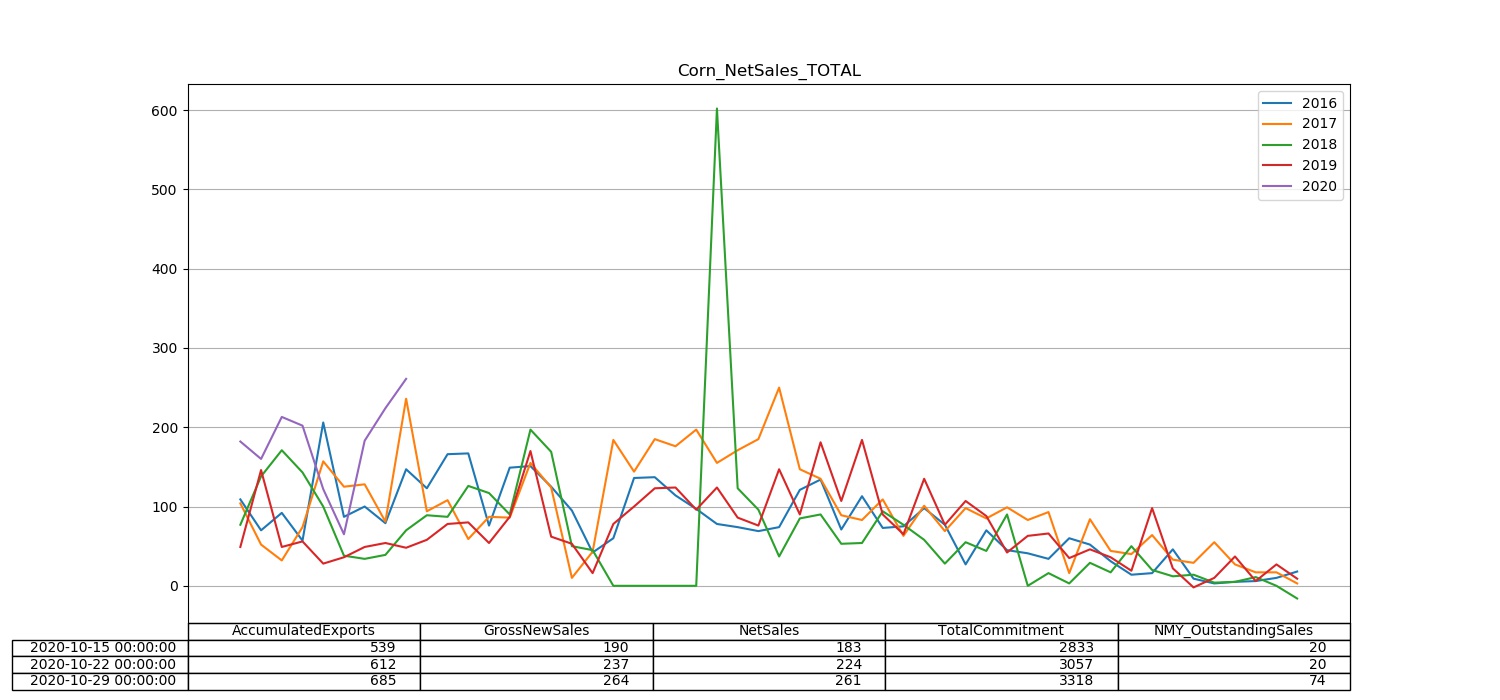 Corn_NetSales_TOTAL
600
500
400
300
200
100
0
2016
2017
2018
2019
2020
AccumulatedExports GrossNewSales NetSales TotalCommitment NMY_OutstandingSales
2020-10-15 00:00:00 539 190 183 2833 20
2020-10-22 00:00:00 612 237 224 3057 20
2020-10-29 00:00:00 685 264 261 3318 74